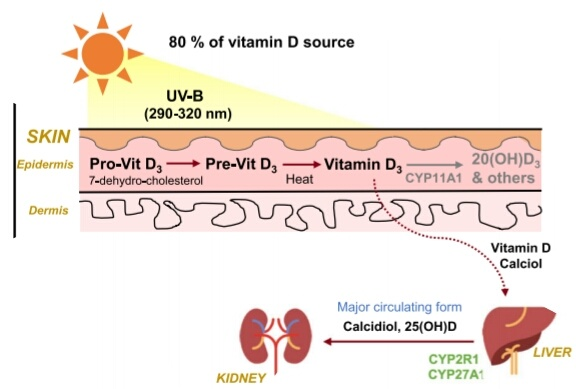 80 % of vitamin D source
UV-B
(290-320 nm)
SKIN
Epidermis
Pro-Vit D₃
7-dehydro-cholesterol
Pre-Vit D₃
Heat
Vitamin D₃
CYP11A1
20(OH)D₃
& others
Dermis
Vitamin D
Calciol
Major circulating form
Calcidiol, 25(OH)D
CYP2R1
CYP27A1
LIVER
KIDNEY